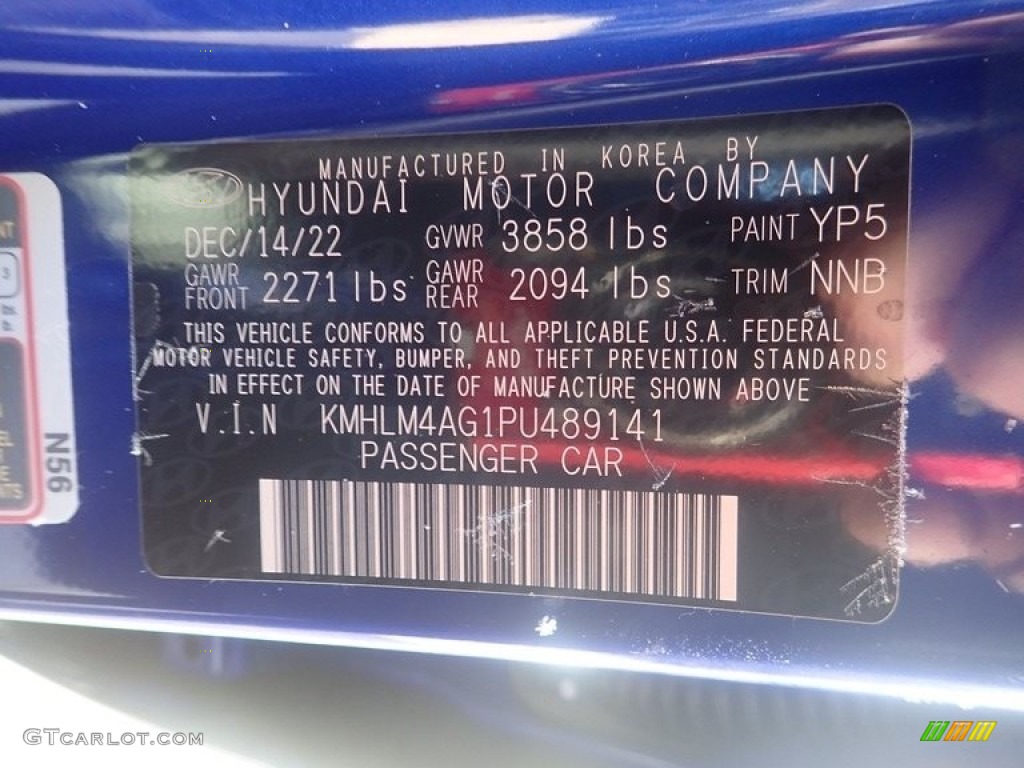 MANUFACTURED IN KOREA BY
HYUNDAI MOTOR COMPANY
DEC/14/22 GVWR 3858 lbs PAINT YP5
GAWR FRONT 2271 lbs GAWR REAR 2094 lbs TRIM NNB
THIS VEHICLE CONFORMS TO ALL APPLICABLE U.S.A. FEDERAL
MOTOR VEHICLE SAFETY, BUMPER, AND THEFT PREVENTION STANDARDS
IN EFFECT ON THE DATE OF MANUFACTURE SHOWN ABOVE
V.I.N KMHLM4AG1PU489141
PASSENGER CAR
N56
3
GTCARLOT.COM